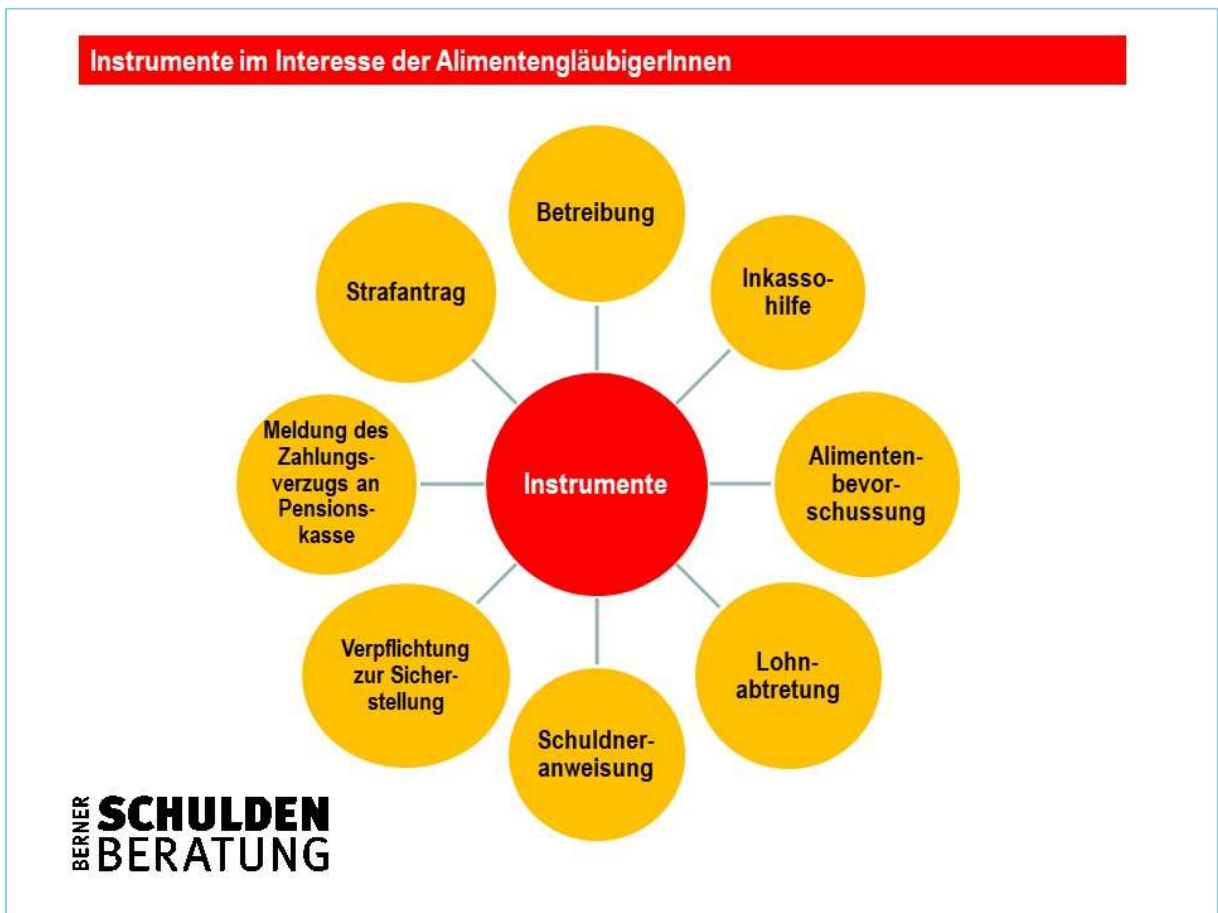 Instrumente im Interesse der AlimentengläubigerInnen
Betreibung
Inkasso-
hilfe
Alimenten-
bevor-
schussung
Lohn-
abtretung
Schuldner-
anweisung
Verpflichtung
zur Sicher-
stellung
Meldung des
Zahlungs-
verzugs an
Pensions-
kasse
Strafantrag
Instrumente
BERNER
SCHULDEN
BERATUNG